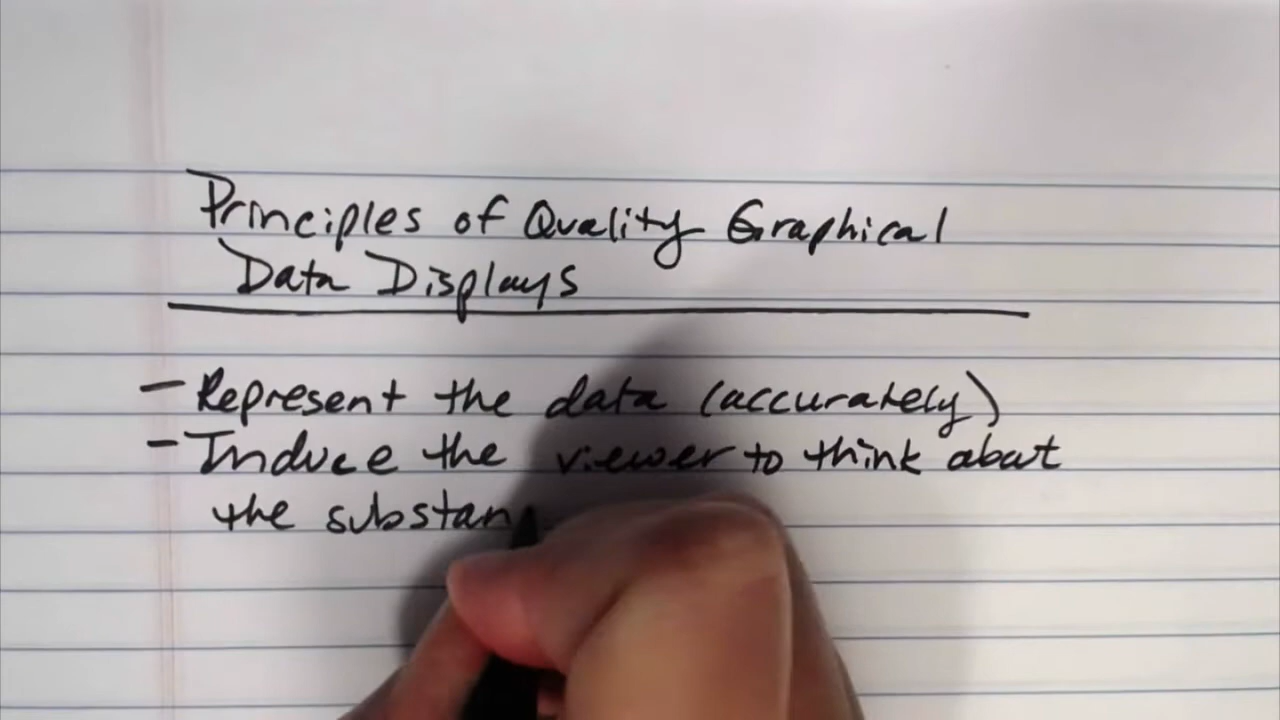 Principles of Quality Graphical
Data Displays
- Represent the data (accurately)
- Induce the viewer to think about
the substan